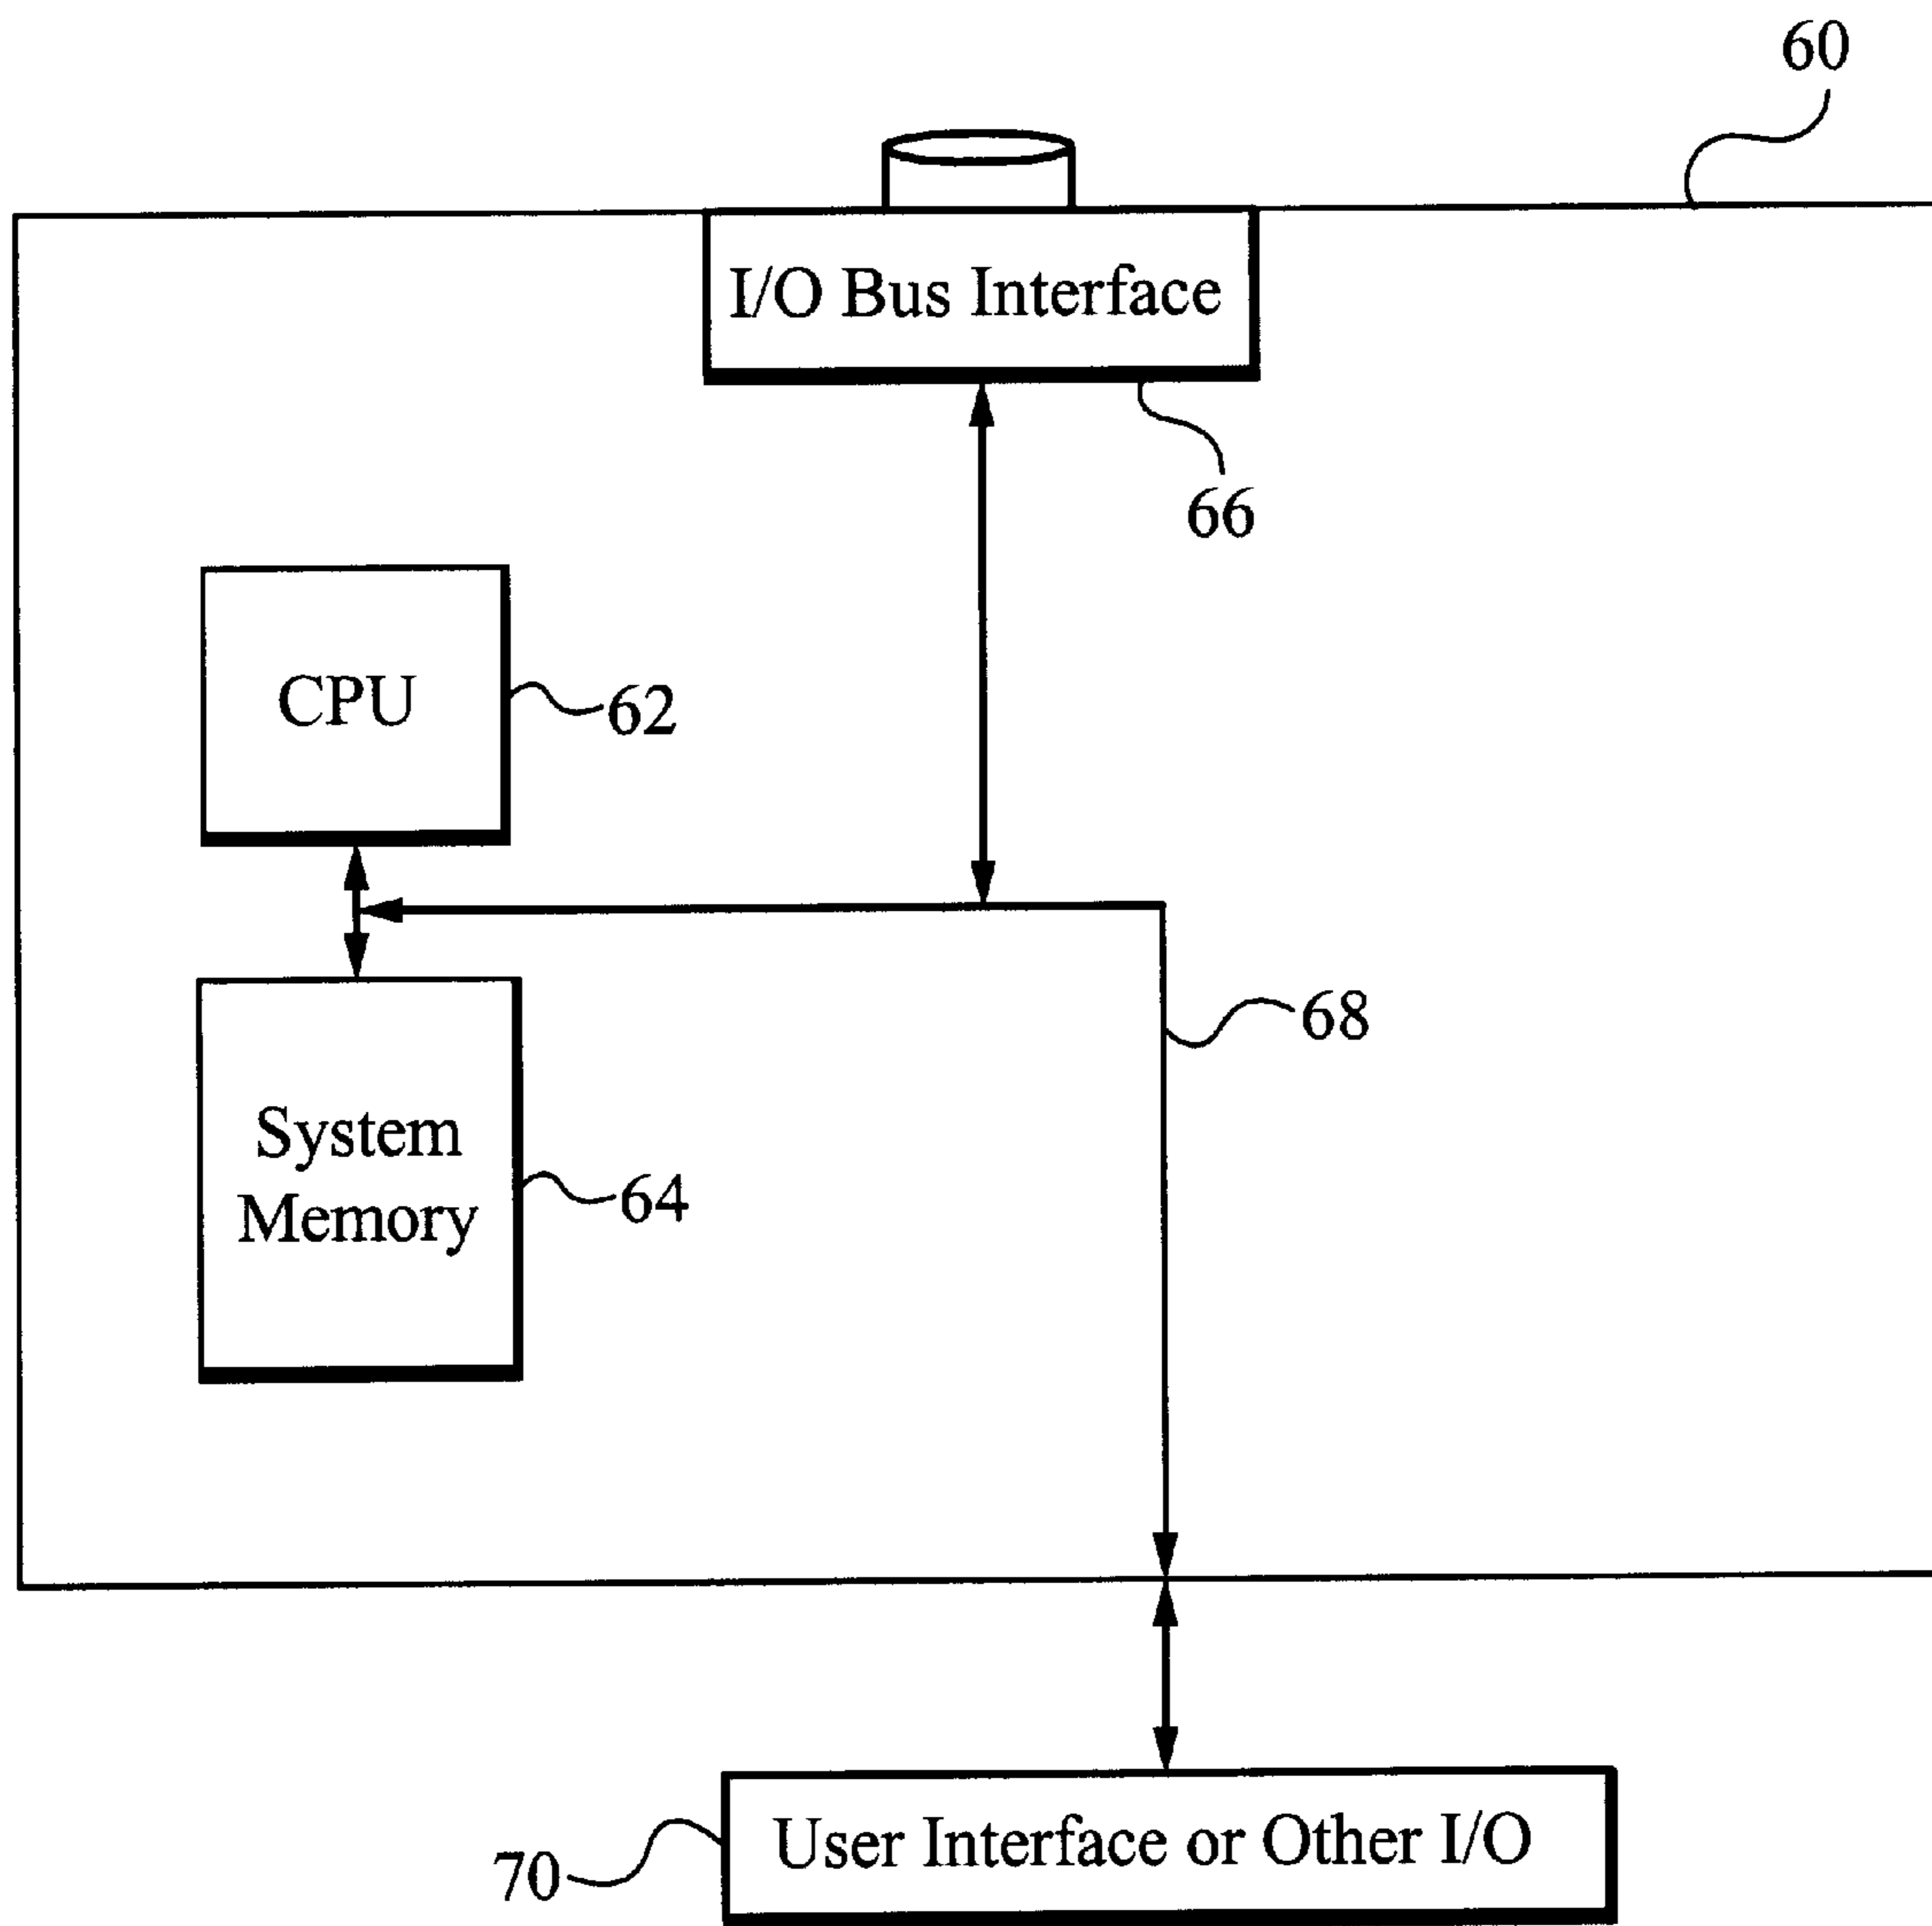 60
I/O Bus Interface
66
CPU
62
68
System
Memory
64
User Interface or Other I/O
70